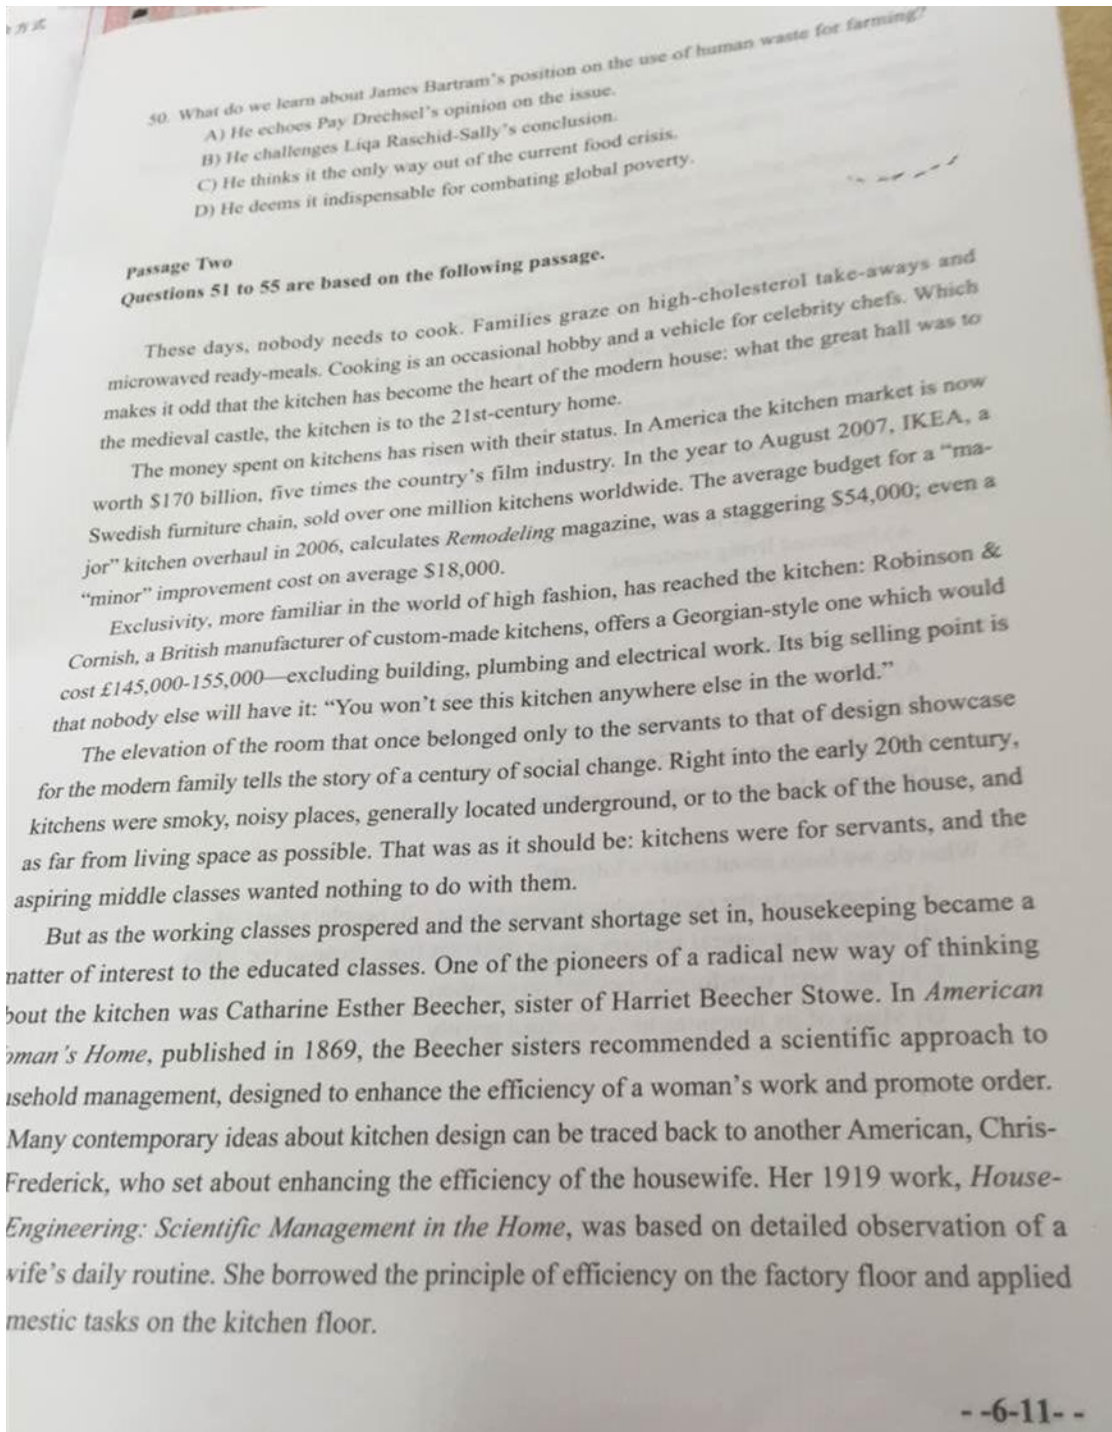 方式
50. What do we learn about James Bartram's position on the use of human waste for farming?
A) He echoes Pay Drechsel's opinion on the issue.
B) He challenges Liqa Raschid-Sally's conclusion.
C) He thinks it the only way out of the current food crisis.
D) He deems it indispensable for combating global poverty.
Passage Two
Questions 51 to 55 are based on the following passage.
These days, nobody needs to cook. Families graze on high-cholesterol take-aways and
microwaved ready-meals. Cooking is an occasional hobby and a vehicle for celebrity chefs. Which
makes it odd that the kitchen has become the heart of the modern house: what the great hall was to
the medieval castle, the kitchen is to the 21st-century home.
The money spent on kitchens has risen with their status. In America the kitchen market is now
worth $170 billion, five times the country's film industry. In the year to August 2007, IKEA, a
Swedish furniture chain, sold over one million kitchens worldwide. The average budget for a "ma-
jor" kitchen overhaul in 2006, calculates Remodeling magazine, was a staggering $54,000; even a
"minor" improvement cost on average $18,000.
Exclusivity, more familiar in the world of high fashion, has reached the kitchen: Robinson &
Cornish, a British manufacturer of custom-made kitchens, offers a Georgian-style one which would
cost £145,000-155,000—excluding building, plumbing and electrical work. Its big selling point is
that nobody else will have it: "You won't see this kitchen anywhere else in the world."
The elevation of the room that once belonged only to the servants to that of design showcase
for the modern family tells the story of a century of social change. Right into the early 20th century,
kitchens were smoky, noisy places, generally located underground, or to the back of the house, and
as far from living space as possible. That was as it should be: kitchens were for servants, and the
aspiring middle classes wanted nothing to do with them.
But as the working classes prospered and the servant shortage set in, housekeeping became a
matter of interest to the educated classes. One of the pioneers of a radical new way of thinking
bout the kitchen was Catharine Esther Beecher, sister of Harriet Beecher Stowe. In American
oman's Home, published in 1869, the Beecher sisters recommended a scientific approach to
usehold management, designed to enhance the efficiency of a woman's work and promote order.
Many contemporary ideas about kitchen design can be traced back to another American, Chris-
Frederick, who set about enhancing the efficiency of the housewife. Her 1919 work, House-
Engineering: Scientific Management in the Home, was based on detailed observation of a
wife's daily routine. She borrowed the principle of efficiency on the factory floor and applied
mestic tasks on the kitchen floor.
- -6-11- -